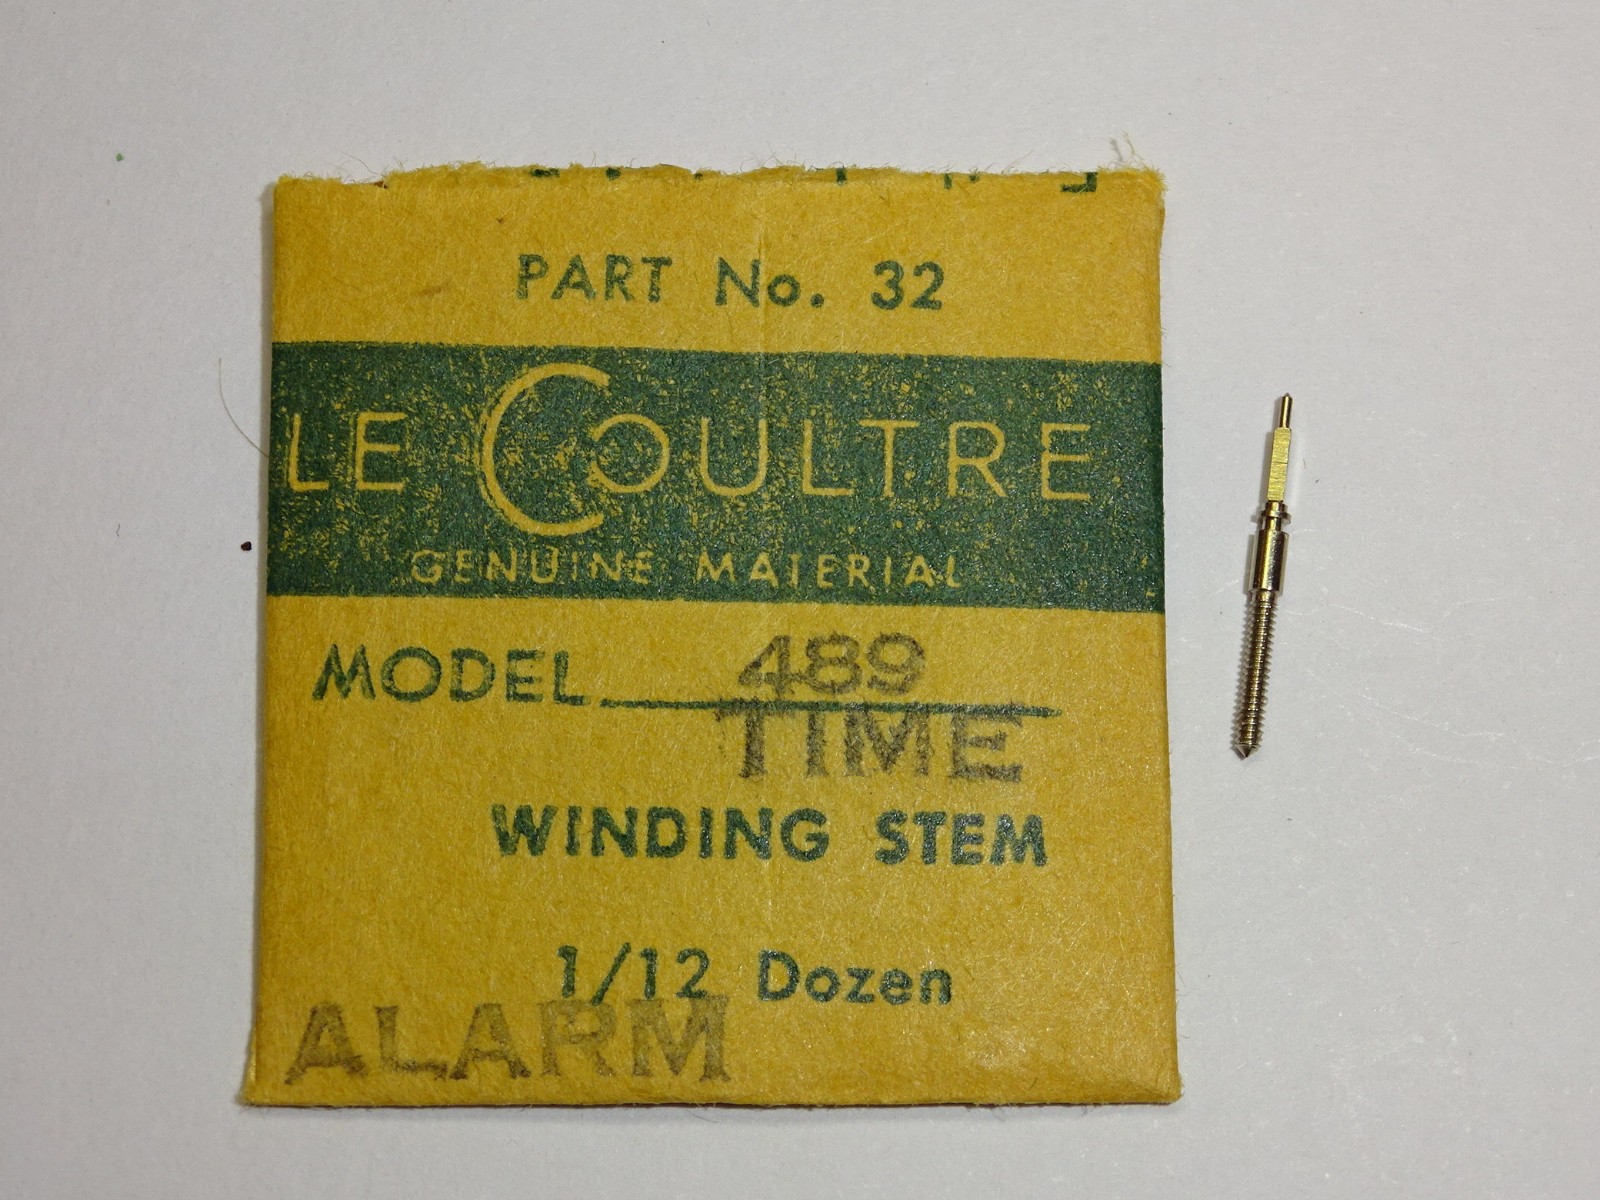 PART No. 32
LE COULTRE
GENUINE MATERIAL
MODEL 489
TIME
WINDING STEM
1/12 Dozen
ALARM